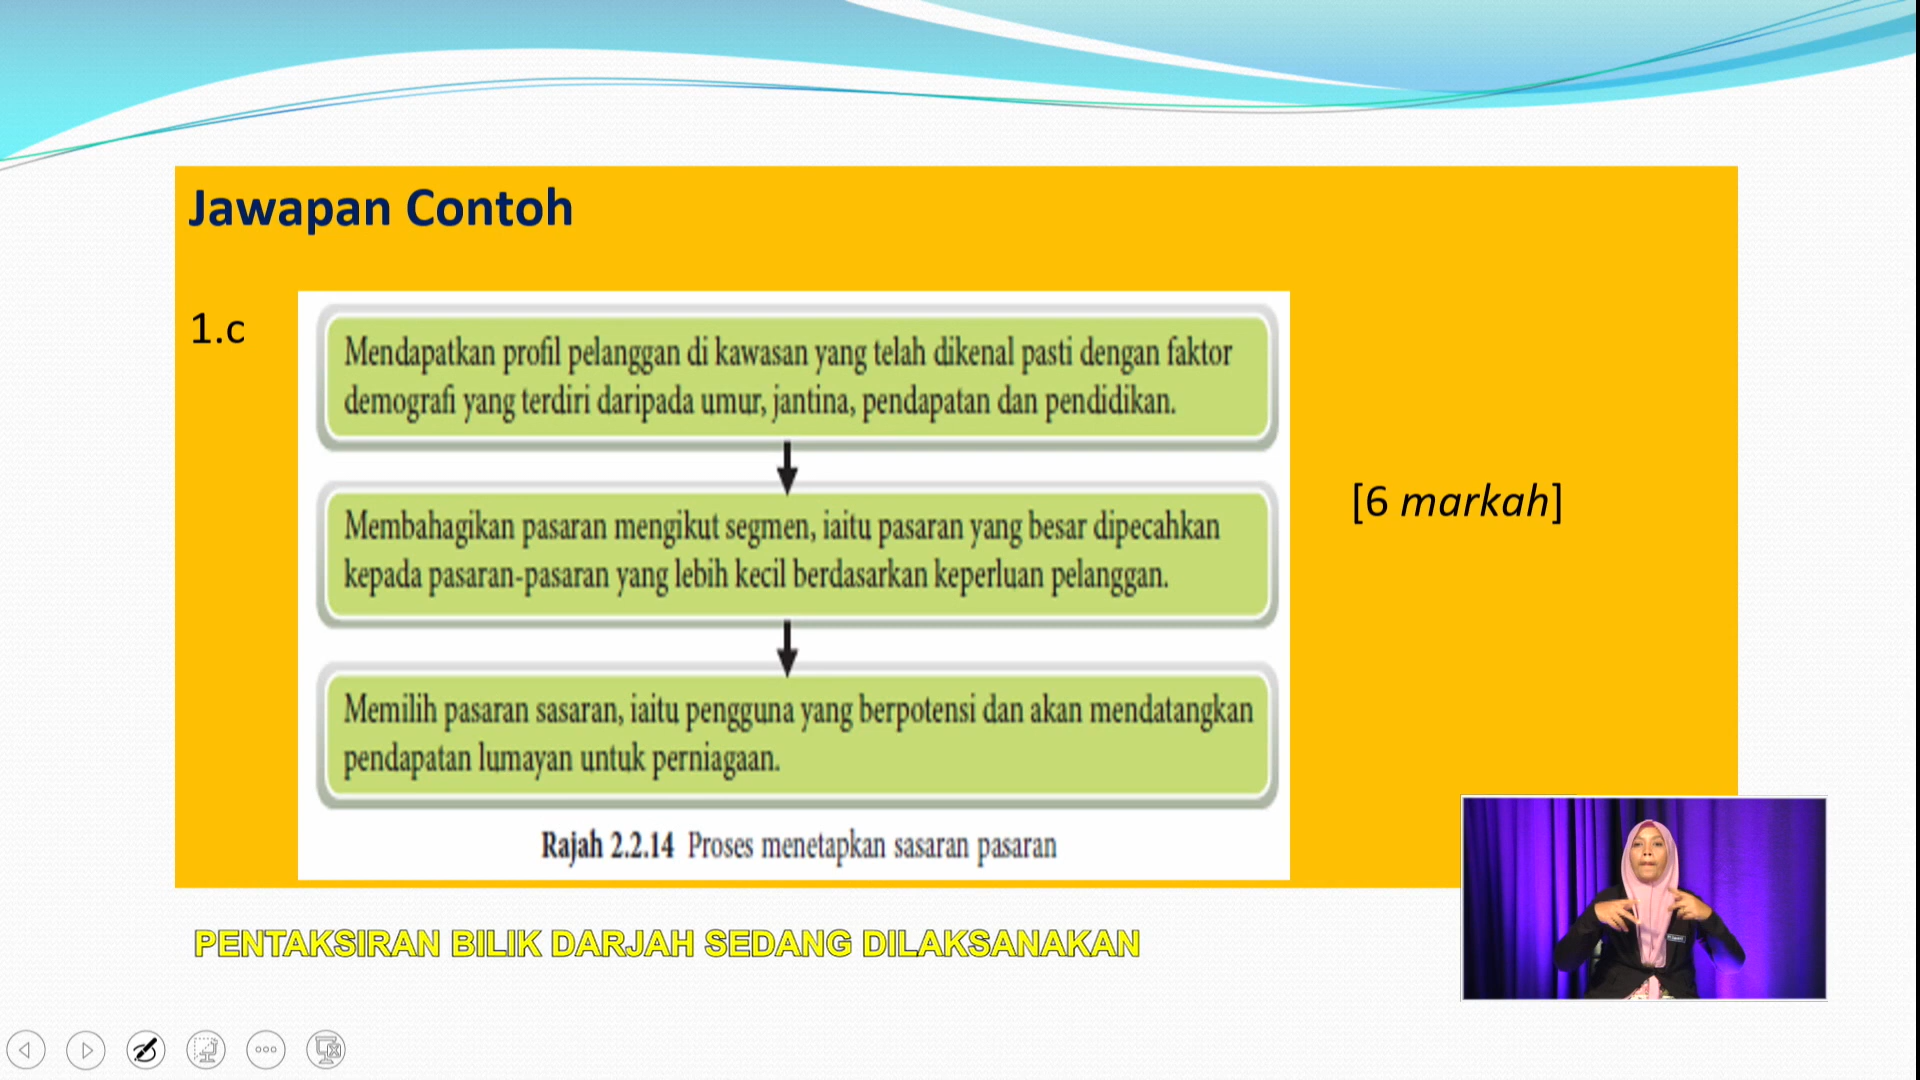 Jawapan Contoh
1.c
Mendapatkan profil pelanggan di kawasan yang telah dikenal pasti dengan faktor
demografi yang terdiri daripada umur, jantina, pendapatan dan pendidikan.
Membahagikan pasaran mengikut segmen, iaitu pasaran yang besar dipecahkan
kepada pasaran-pasaran yang lebih kecil berdasarkan keperluan pelanggan.
[6 markah]
Memilih pasaran sasaran, iaitu pengguna yang berpotensi dan akan mendatangkan
pendapatan lumayan untuk perniagaan.
Rajah 2.2.14 Proses menetapkan sasaran pasaran
PENTAKSIRAN BILIK DARJAH SEDANG DILAKSANAKAN